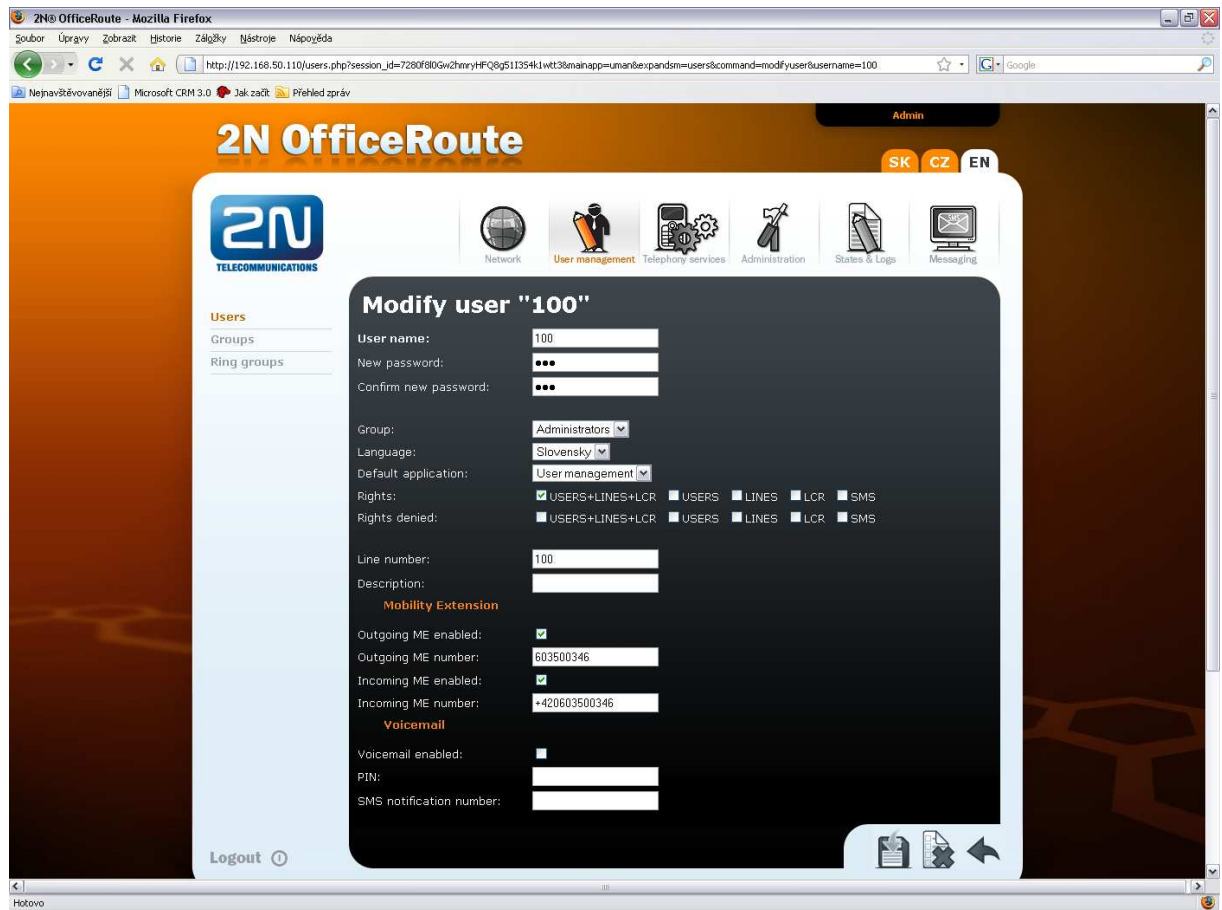 2N® OfficeRoute - Mozilla Firefox
Soubor Úpravy Zobrazit Historie Záložky Nástroje Nápověda
http://192.168.50.110/users.php?session_id=7280f8l0Gw2hmryHFQ8g51I354k1wtt3&mainapp=uman&expandsm=users&command=modifyuser&username=100
Google
Nejnavštěvovanější Microsoft CRM 3.0 Jak začít Přehled zpráv
Admin
2N OfficeRoute
SK CZ EN
2N
TELECOMMUNICATIONS
SMS
Network User management Telephony services Administration States & Logs Messaging
Users
Groups
Ring groups
Modify user "100"
User name: 100
New password: •••
Confirm new password: •••
Group: Administrators
Language: Slovensky
Default application: User management
Rights: USERS+LINES+LCR USERS LINES LCR SMS
Rights denied: USERS+LINES+LCR USERS LINES LCR SMS
Line number: 100
Description:
Mobility Extension
Outgoing ME enabled:
Outgoing ME number: 603500346
Incoming ME enabled:
Incoming ME number: +420603500346
Voicemail
Voicemail enabled:
PIN:
SMS notification number:
Logout
Hotovo